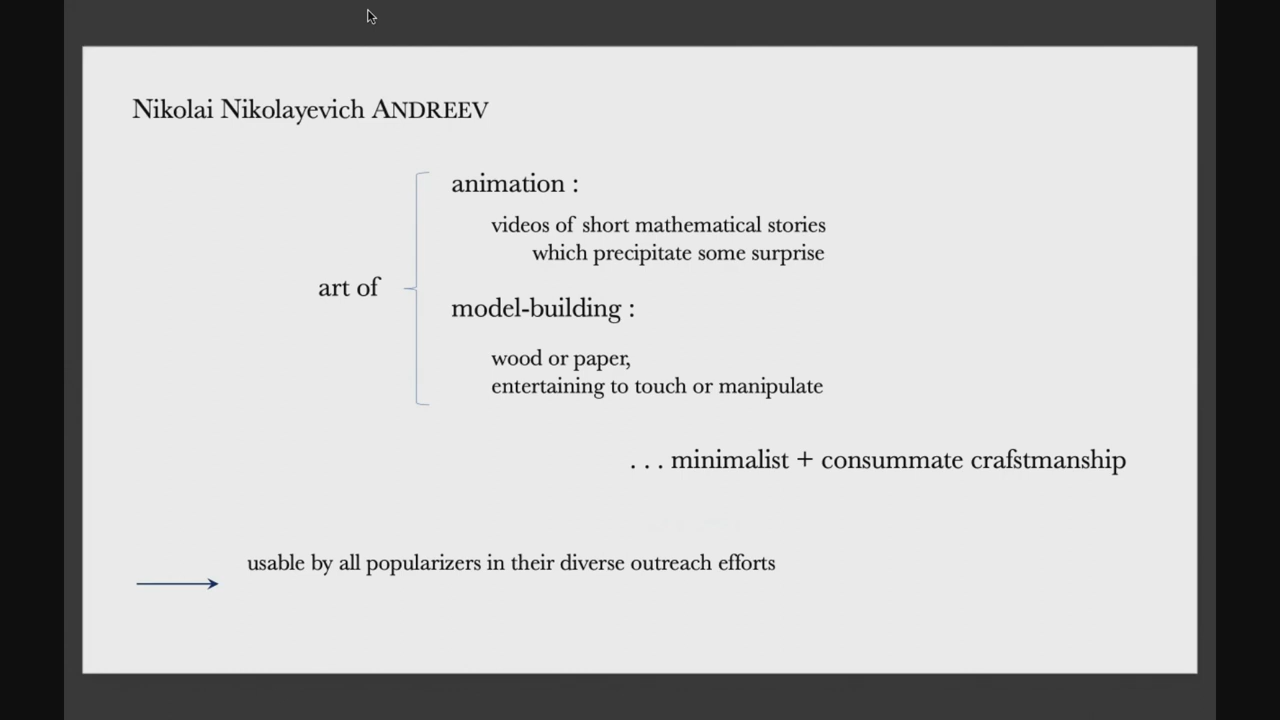 Nikolai Nikolayevich ANDREEV
animation :
videos of short mathematical stories
which precipitate some surprise
art of
model-building :
wood or paper,
entertaining to touch or manipulate
. . . minimalist + consummate crafstmanship
usable by all popularizers in their diverse outreach efforts